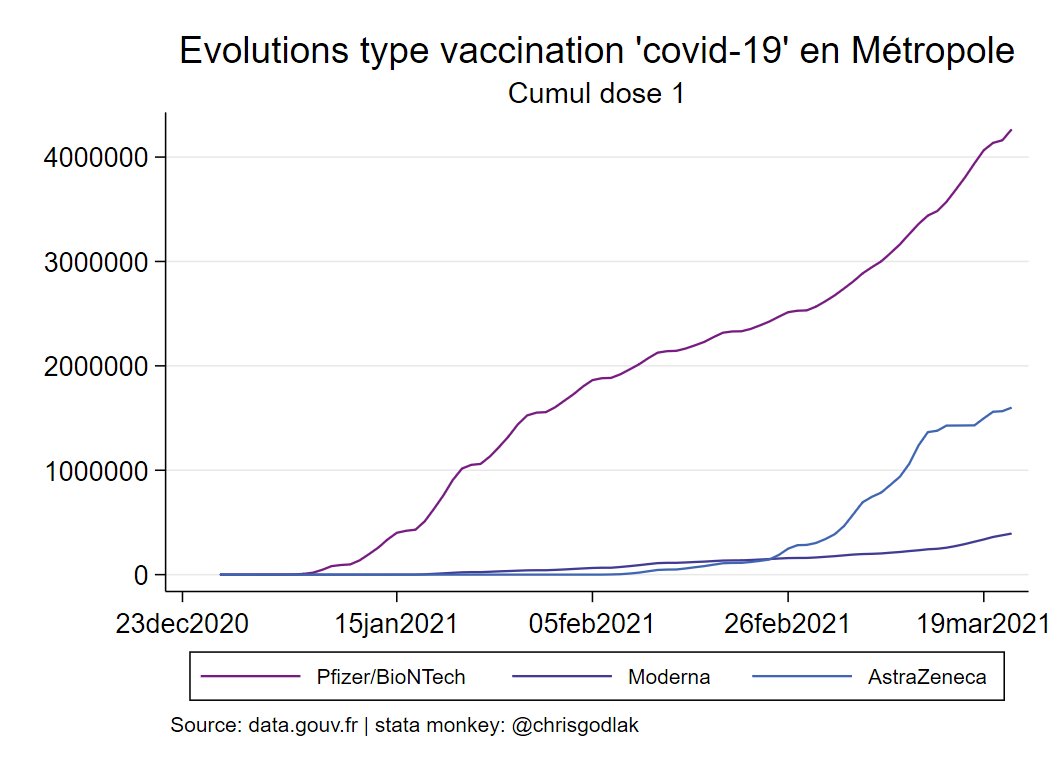 Evolutions type vaccination 'covid-19' en Métropole
Cumul dose 1
4000000
3000000
2000000
1000000
0
23dec2020 15jan2021 05feb2021 26feb2021 19mar2021
Pfizer/BioNTech Moderna AstraZeneca
Source: data.gouv.fr | stata monkey: @chrisgodlak